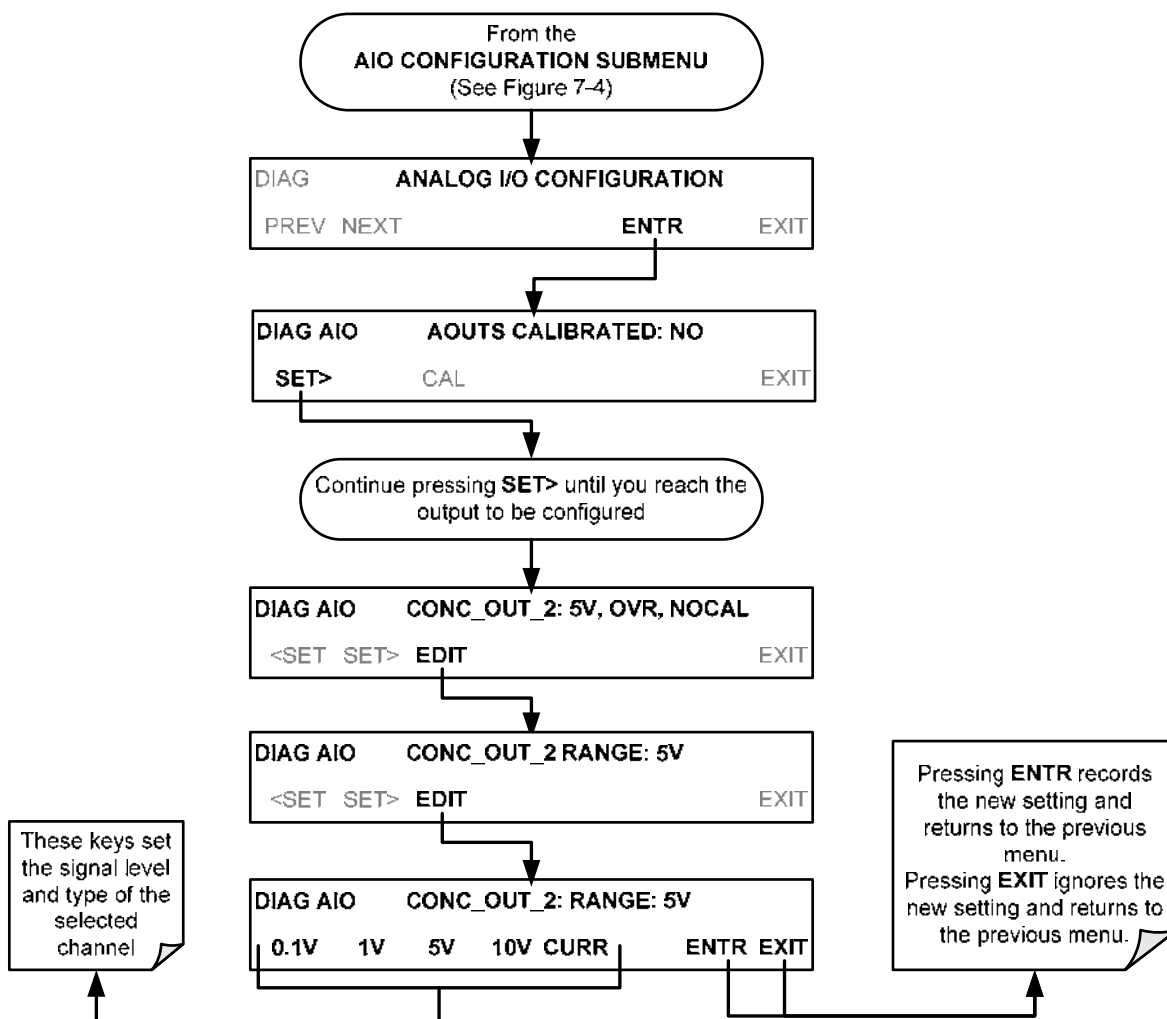 From the
AIO CONFIGURATION SUBMENU
(See Figure 7-4)
DIAG ANALOG I/O CONFIGURATION
PREV NEXT ENTR EXIT
DIAG AIO AOUTS CALIBRATED: NO
SET> CAL EXIT
Continue pressing SET> until you reach the
output to be configured
DIAG AIO CONC_OUT_2: 5V, OVR, NOCAL
<SET SET> EDIT EXIT
DIAG AIO CONC_OUT_2 RANGE: 5V
<SET SET> EDIT EXIT
These keys set
the signal level
and type of the
selected
channel
DIAG AIO CONC_OUT_2: RANGE: 5V
0.1V 1V 5V 10V CURR ENTR EXIT
Pressing ENTR records
the new setting and
returns to the previous
menu.
Pressing EXIT ignores the
new setting and returns to
the previous menu.